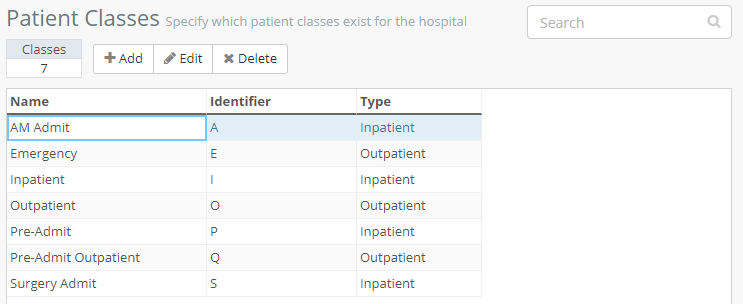 Patient Classes Specify which patient classes exist for the hospital
Search
Classes
7
Add Edit Delete
Name Identifier Type
AM Admit A Inpatient
Emergency E Outpatient
Inpatient I Inpatient
Outpatient O Outpatient
Pre-Admit P Inpatient
Pre-Admit Outpatient Q Outpatient
Surgery Admit S Inpatient